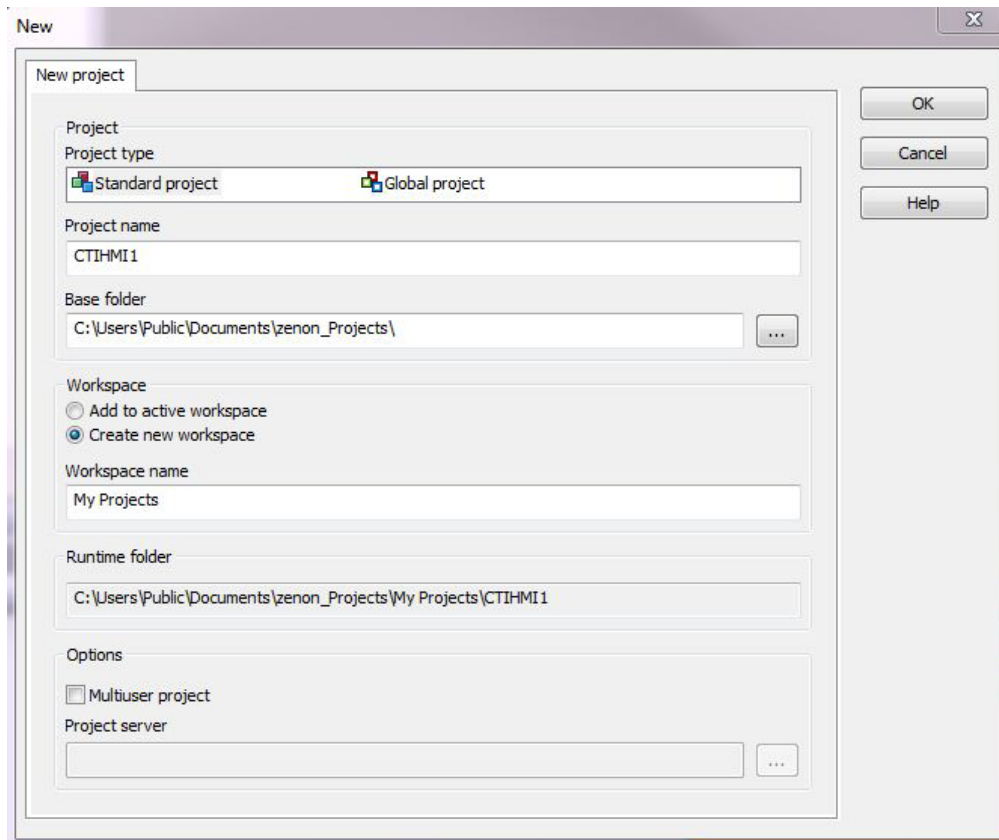 New
New project
OK
Project
Project type
Cancel
Standard project Global project
Help
Project name
CTIHMI1
Base folder
C:\Users\Public\Documents\zenon_Projects\
...
Workspace
Add to active workspace
Create new workspace
Workspace name
My Projects
Runtime folder
C:\Users\Public\Documents\zenon_Projects\My Projects\CTIHMI1
Options
Multiuser project
Project server
...